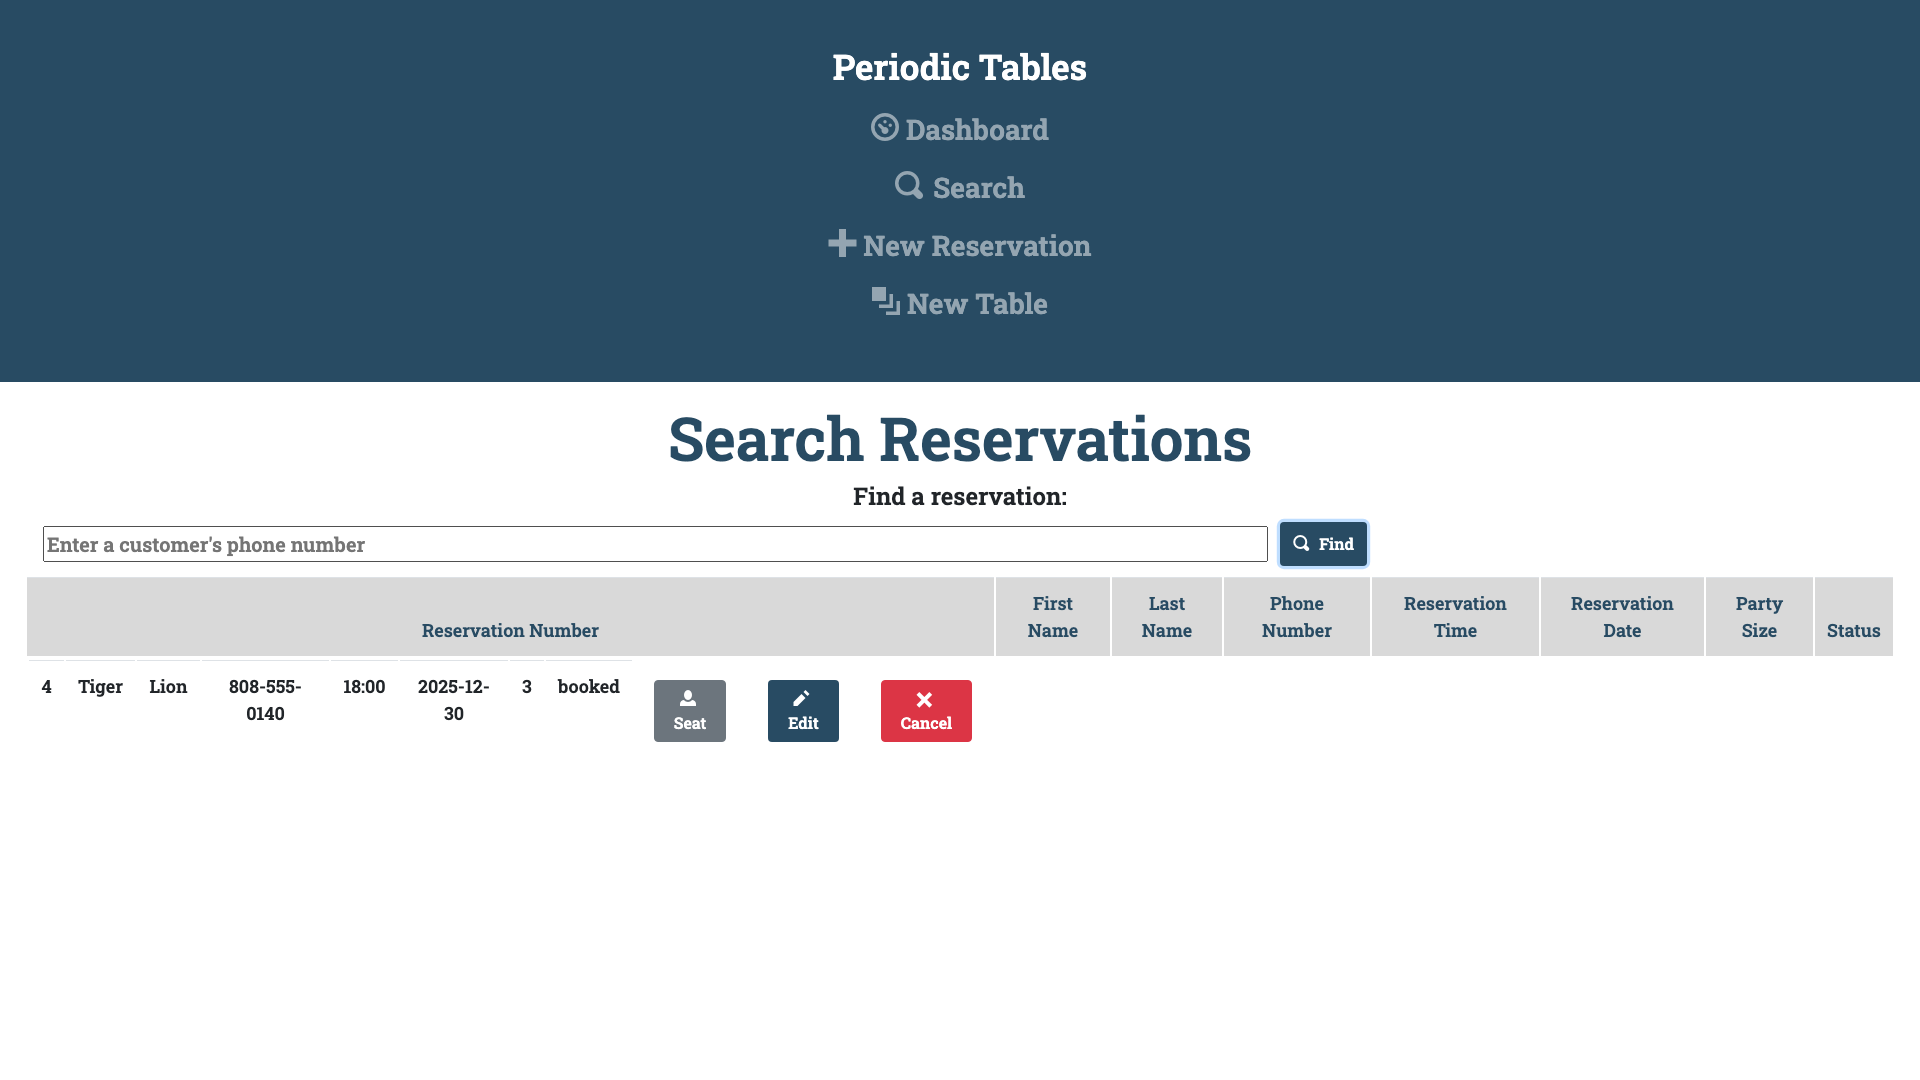 Periodic Tables
Dashboard
Search
New Reservation
New Table
Search Reservations
Find a reservation:
Enter a customer's phone number
Find
Reservation Number
First
Name
Last
Name
Phone
Number
Reservation
Time
Reservation
Date
Party
Size
Status
4
Tiger
Lion
808-555-
0140
18:00
2025-12-
30
3
booked
Seat
Edit
Cancel